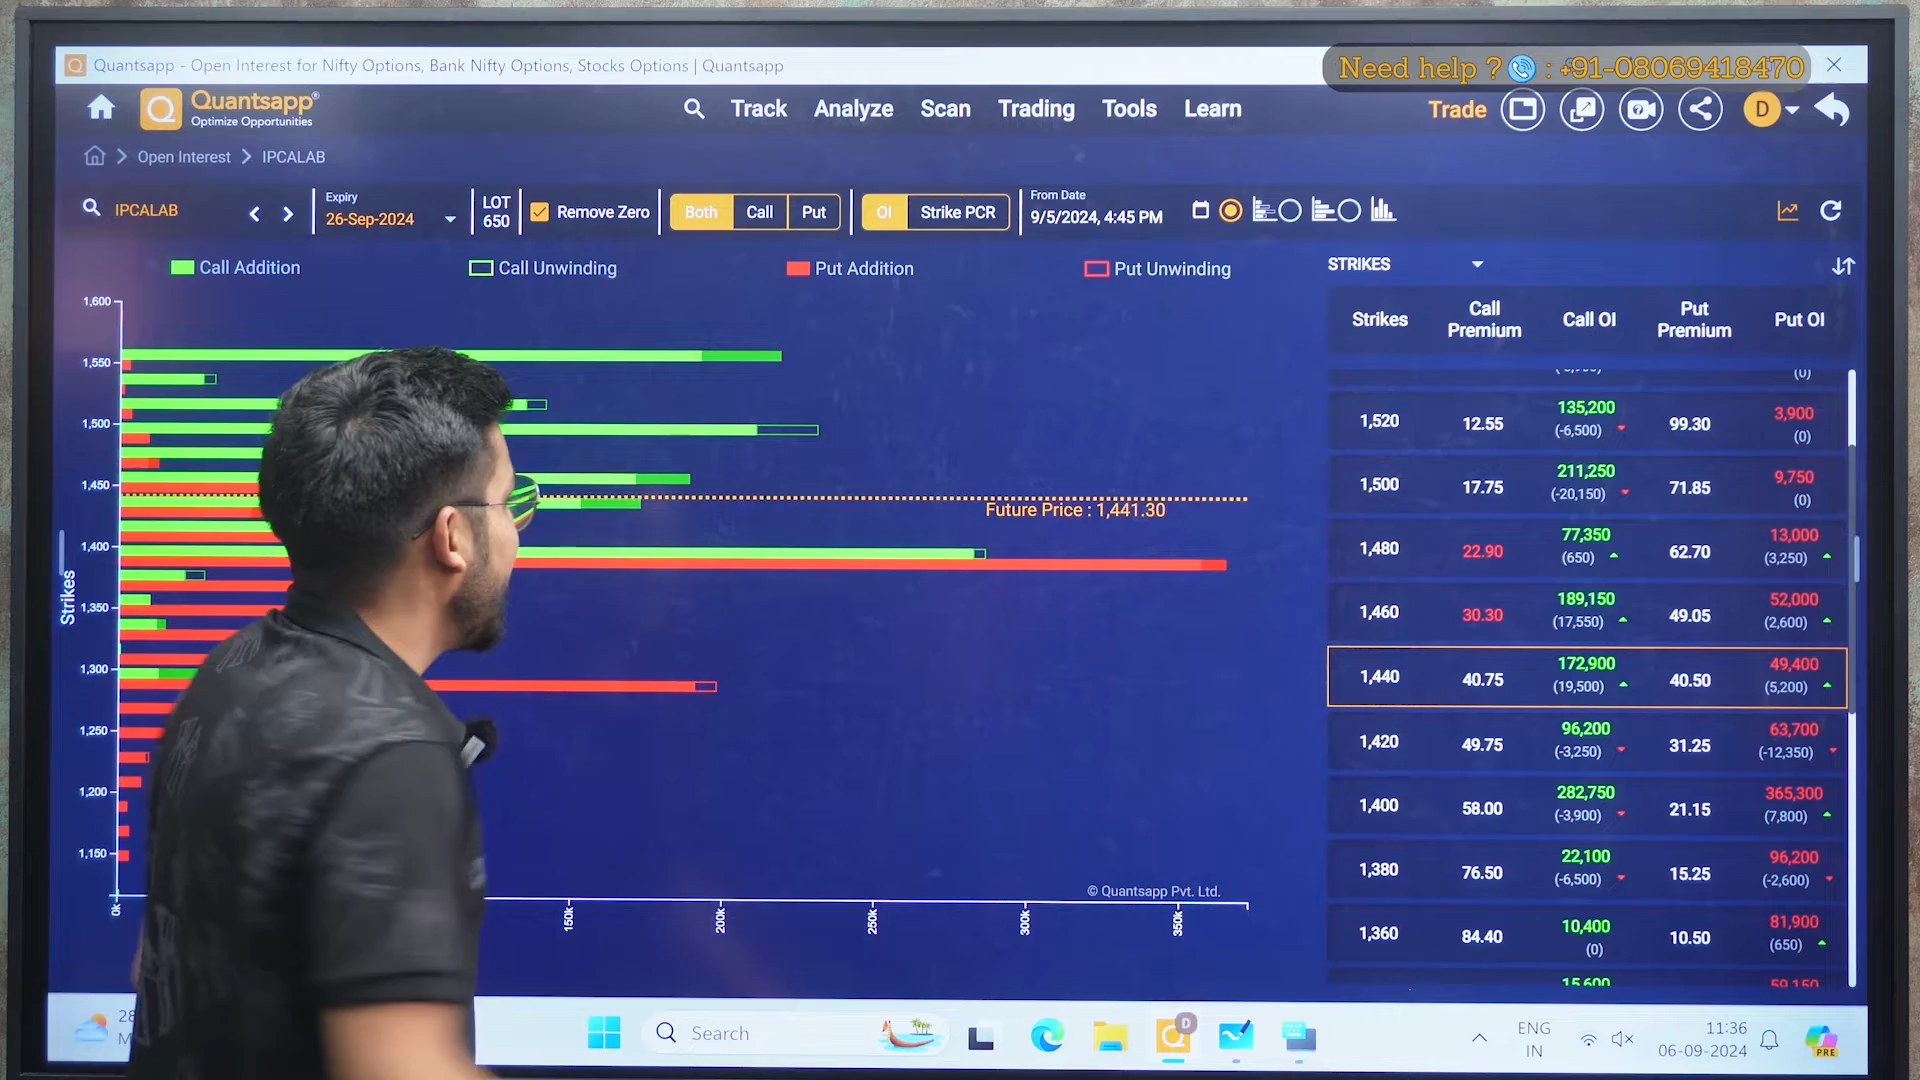 Quantsapp - Open Interest for Nifty Options, Bank Nifty Options, Stocks Options | Quantsapp
Need help ? : +91-08069418470
Quantsapp®
Optimize Opportunities
Track Analyze Scan Trading Tools Learn
Trade
D
Open Interest > IPCALAB
IPCALAB
Expiry
26-Sep-2024
LOT
650
Remove Zero
Both Call Put
OI Strike PCR
From Date
9/5/2024, 4:45 PM
Call Addition Call Unwinding Put Addition Put Unwinding
STRIKES
1,600
1,550
1,500
1,450
1,400
1,350
1,300
1,250
1,200
1,150
Strikes
Future Price : 1,441.30
© Quantsapp Pvt. Ltd.
0k 150k 200k 250k 300k 350k
Strikes Call Premium Call OI Put Premium Put OI
(0)
1,520 12.55 135,200 (-6,500) 99.30 3,900 (0)
1,500 17.75 211,250 (-20,150) 71.85 9,750 (0)
1,480 22.90 77,350 (650) 62.70 13,000 (3,250)
1,460 30.30 189,150 (17,550) 49.05 52,000 (2,600)
1,440 40.75 172,900 (19,500) 40.50 49,400 (5,200)
1,420 49.75 96,200 (-3,250) 31.25 63,700 (-12,350)
1,400 58.00 282,750 (-3,900) 21.15 365,300 (7,800)
1,380 76.50 22,100 (-6,500) 15.25 96,200 (-2,600)
1,360 84.40 10,400 (0) 10.50 81,900 (650)
15,600 59,150
28
M
Search
D
ENG
IN
11:36
06-09-2024
PRE